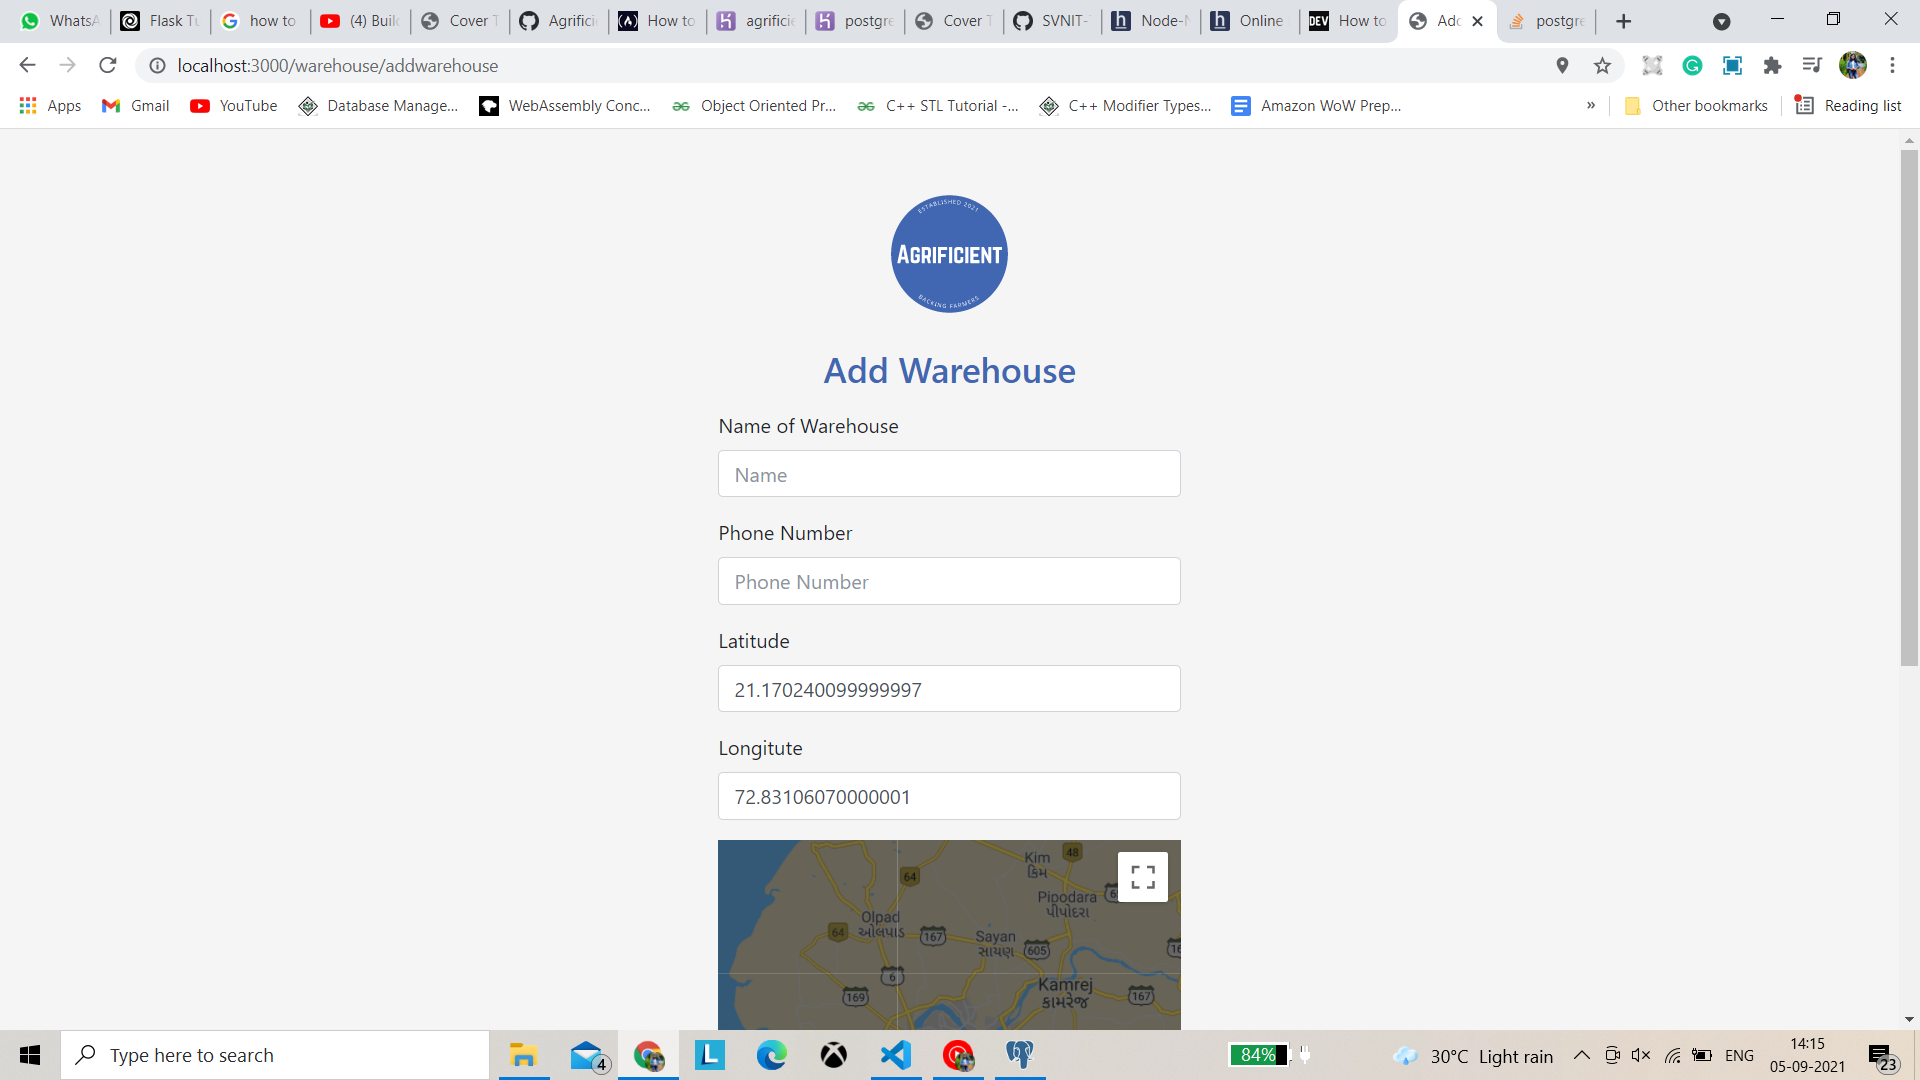 WhatsA
Flask Tu
how to
(4) Build
Cover T
Agrificie
How to
agrificie
postgre
Cover T
SVNIT-
Node-N
Online
DEV How to
Add
postgre
localhost:3000/warehouse/addwarehouse
Apps
Gmail
YouTube
Database Manage...
WebAssembly Conc...
Object Oriented Pr...
C++ STL Tutorial -...
C++ Modifier Types...
Amazon WoW Prep...
»
Other bookmarks
Reading list
ESTABLISHED 2021
AGRIFICIENT
BACKING FARMERS
Add Warehouse
Name of Warehouse
Name
Phone Number
Phone Number
Latitude
21.170240099999997
Longitute
72.83106070000001
Kim
કિમ
48
64
Pipodara
પીપોદરા
Olpad
ઓલપાડ
64
167
Sayan
સાયણ
605
6
Kamrej
કામરેજ
169
167
Type here to search
4
84%
30°C Light rain
ENG
14:15
05-09-2021
23